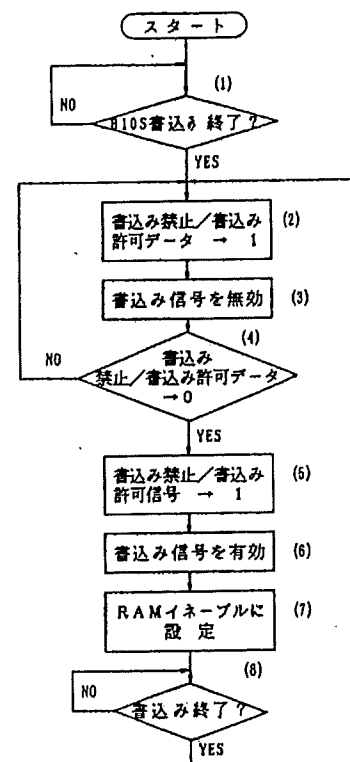 スタート
(1)
NO
BIOS書込み終了?
YES
書込み禁止/書込み
許可データ → 1
(2)
書込み信号を無効
(3)
(4)
NO
書込み
禁止/書込み許可データ
→0
YES
書込み禁止/書込み
許可信号 → 1
(5)
書込み信号を有効
(6)
RAMイネーブルに
設定
(7)
(8)
NO
書込み終了?
YES